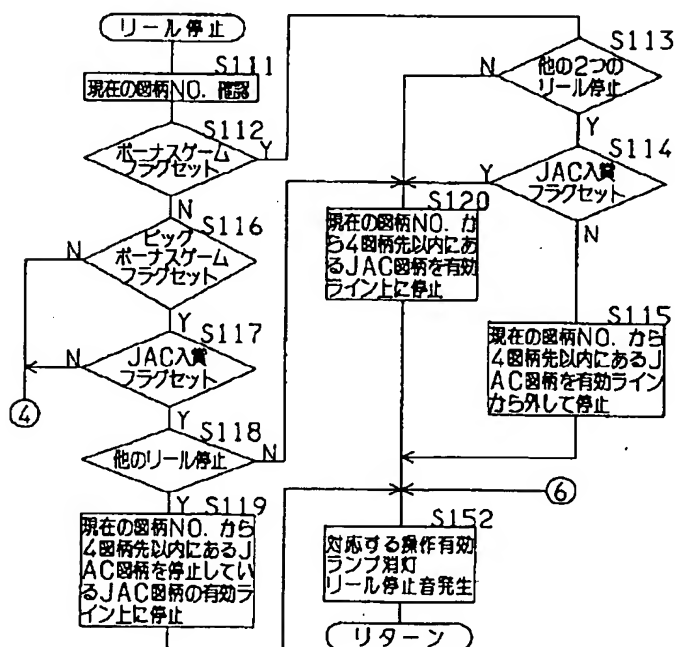 リール停止
S111
現在の図柄NO. 確認
S112
ボーナスゲーム
フラグセット
Y
N
S116
ビッグ
ボーナスゲーム
フラグセット
N
Y
S117
JAC入賞
フラグセット
N
Y
④
S118
他のリール停止
N
Y
S119
現在の図柄NO. から
4図柄先以内にあるJ
AC図柄を停止してい
るJAC図柄の有効ラ
イン上に停止
S113
他の2つの
リール停止
N
Y
S114
JAC入賞
フラグセット
Y
N
S120
現在の図柄NO. か
ら4図柄先以内にあ
るJAC図柄を有効
ライン上に停止
S115
現在の図柄NO. から
4図柄先以内にあるJ
AC図柄を有効ライン
から外して停止
⑥
S152
対応する操作有効
ランプ消灯
リール停止音発生
リターン